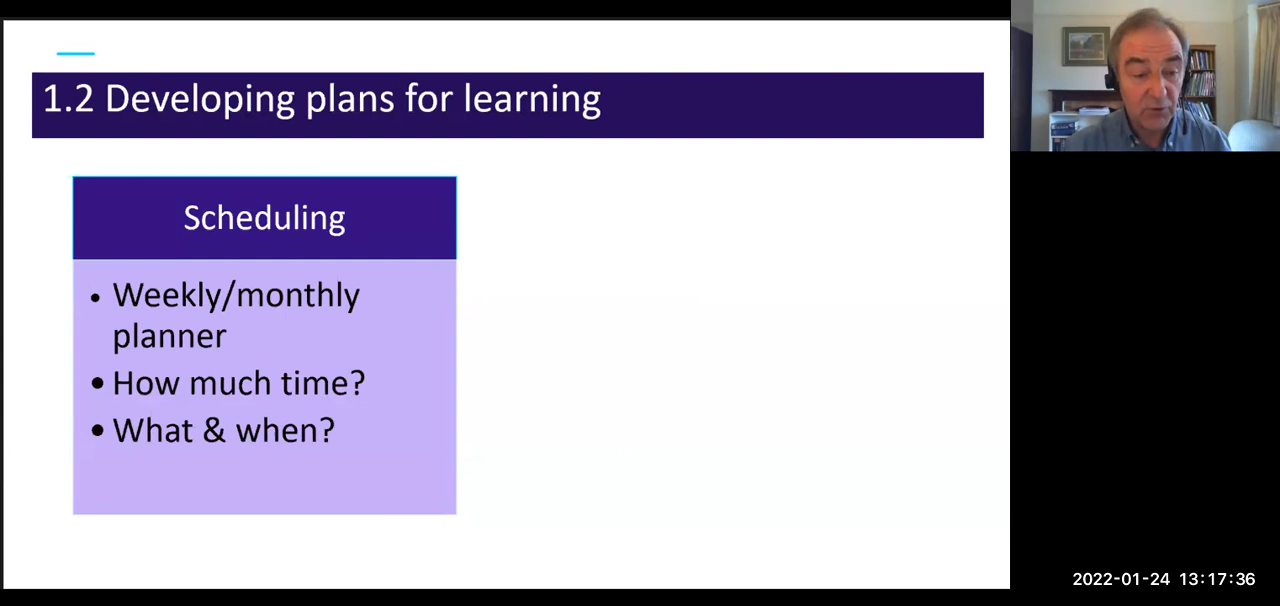 1.2 Developing plans for learning
Scheduling
• Weekly/monthly
planner
• How much time?
• What & when?
2022-01-24 13:17:36